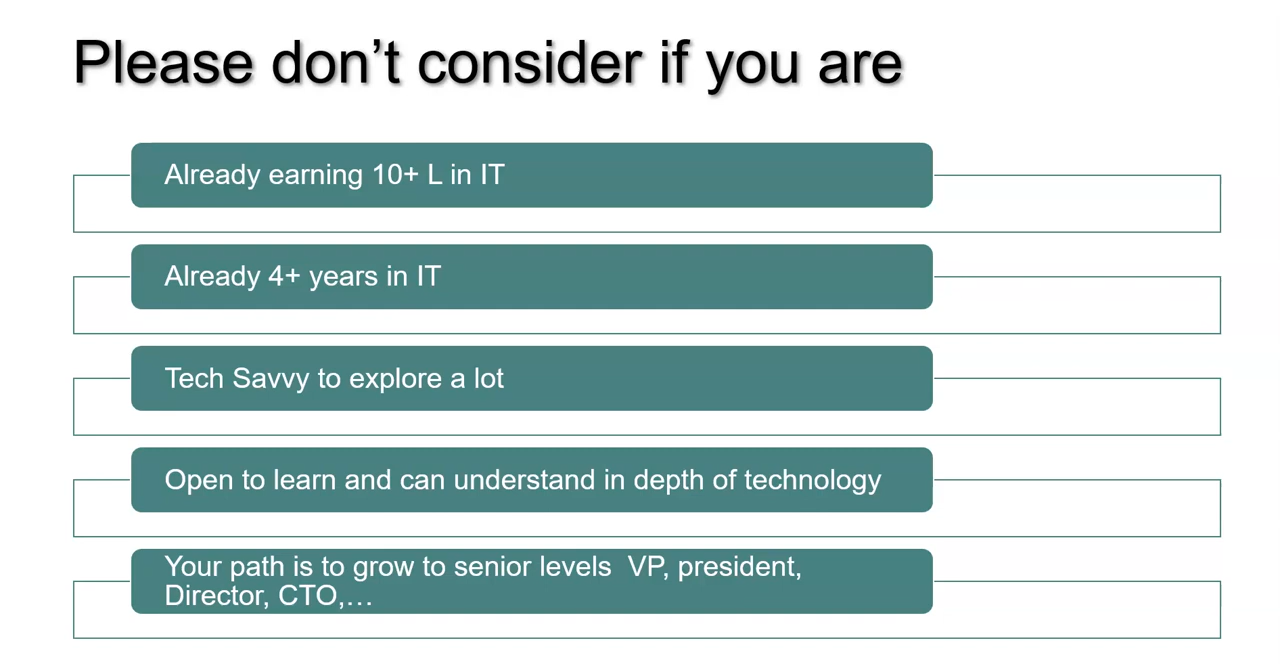 Please don’t consider if you are
Already earning 10+ L in IT
Already 4+ years in IT
Tech Savvy to explore a lot
Open to learn and can understand in depth of technology
Your path is to grow to senior levels  VP, president,
Director, CTO,…